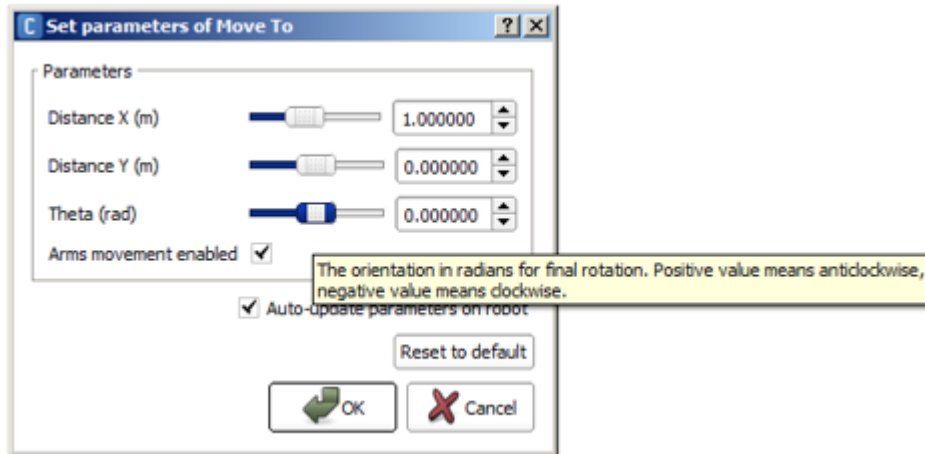 C Set parameters of Move To
Parameters
Distance X (m) 1.000000
Distance Y (m) 0.000000
Theta (rad) 0.000000
Arms movement enabled
The orientation in radians for final rotation. Positive value means anticlockwise,
negative value means clockwise.
Auto-update parameters on robot
Reset to default
OK Cancel